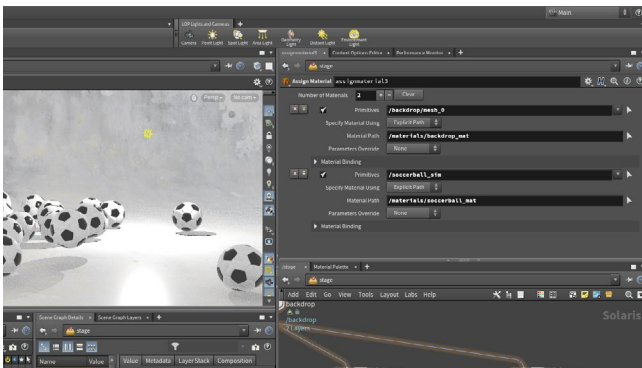 Main
LOP Lights and Cameras
Camera Point Light Spot Light Area Light Geometry Light Distant Light Environment Light
assignmaterial3 Context Options Editor Performance Monitor
stage
Assign Material assignmaterial3
Persp No cam
Number of Materials 2 Clear
Primitives /backdrop/mesh_0
Specify Material Using Explicit Path
Material Path /materials/backdrop_mat
Parameters Override None
Material Binding
Primitives /soccerball_sim
Specify Material Using Explicit Path
Material Path /materials/soccerball_mat
Parameters Override None
Material Binding
/stage Material Palette
stage
Add Edit Go View Tools Layout Labs Help
backdrop
/backdrop
2 Layers
Solaris
Scene Graph Details Scene Graph Layers
stage
Name Value Value Metadata Layer Stack Composition